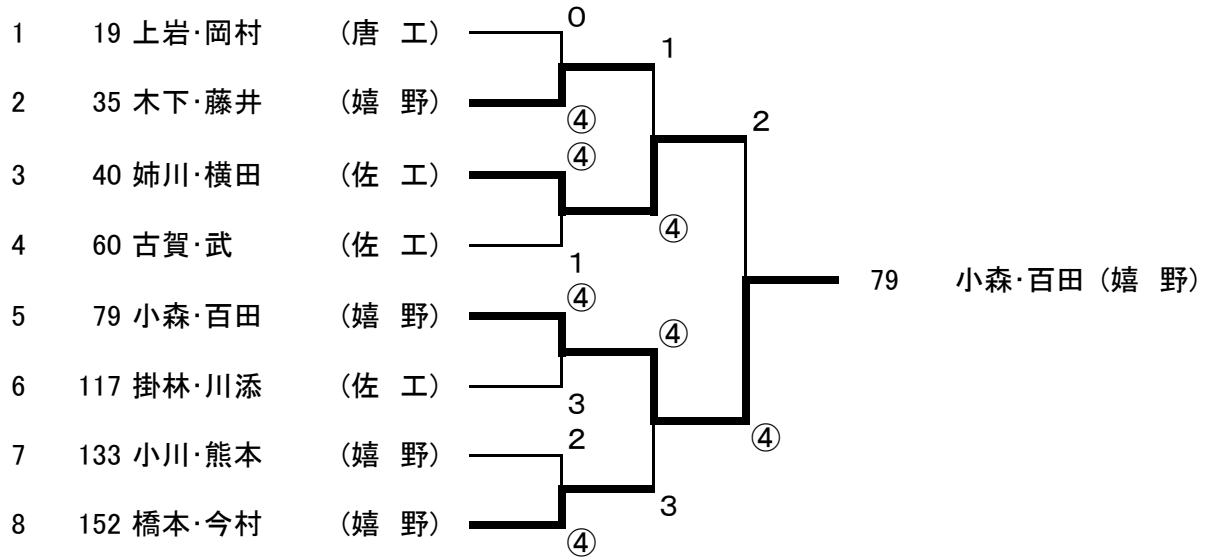 0
1 19 上岩・岡村 (唐 工)
1
2 35 木下・藤井 (嬉 野)
④
2
④
3 40 姉川・横田 (佐 工)
④
4 60 古賀・武 (佐 工)
1
79 小森・百田 (嬉 野)
④
5 79 小森・百田 (嬉 野)
④
6 117 掛林・川添 (佐 工)
3
2
④
7 133 小川・熊本 (嬉 野)
3
8 152 橋本・今村 (嬉 野)
④